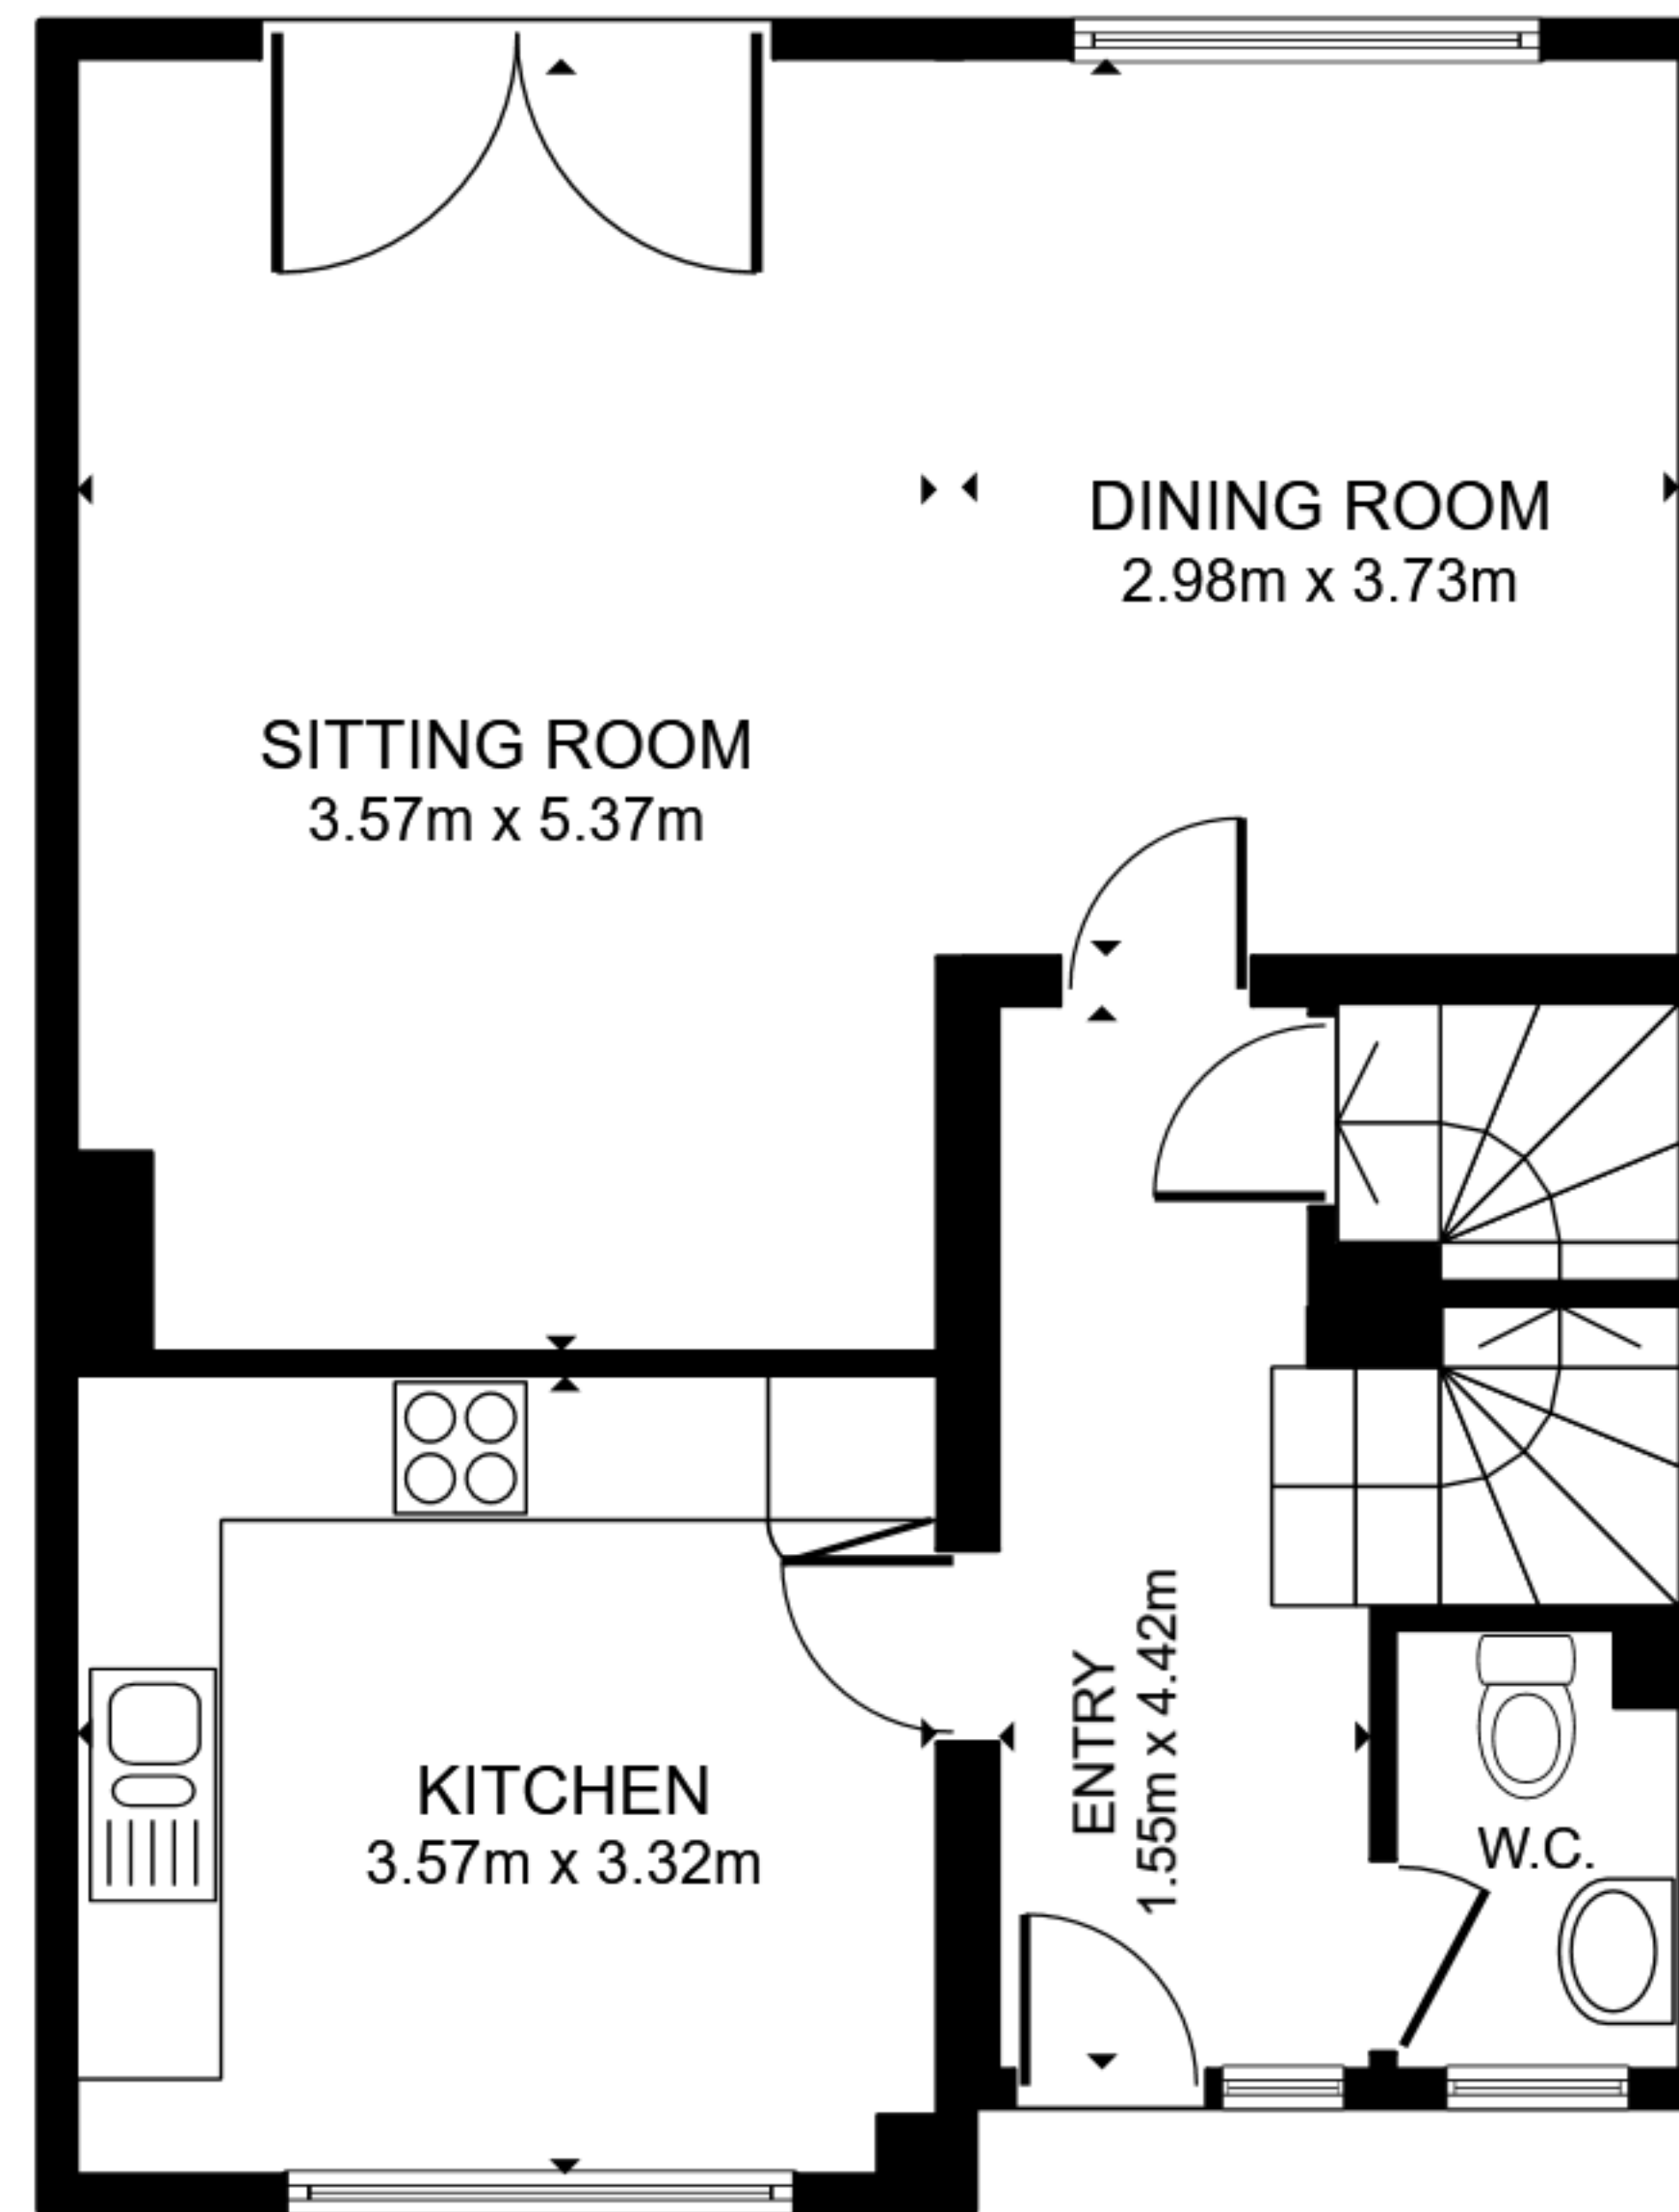 DINING ROOM
2.98m x 3.73m
SITTING ROOM
3.57m x 5.37m
ENTRY
1.55m x 4.42m
KITCHEN
3.57m x 3.32m
W.C.